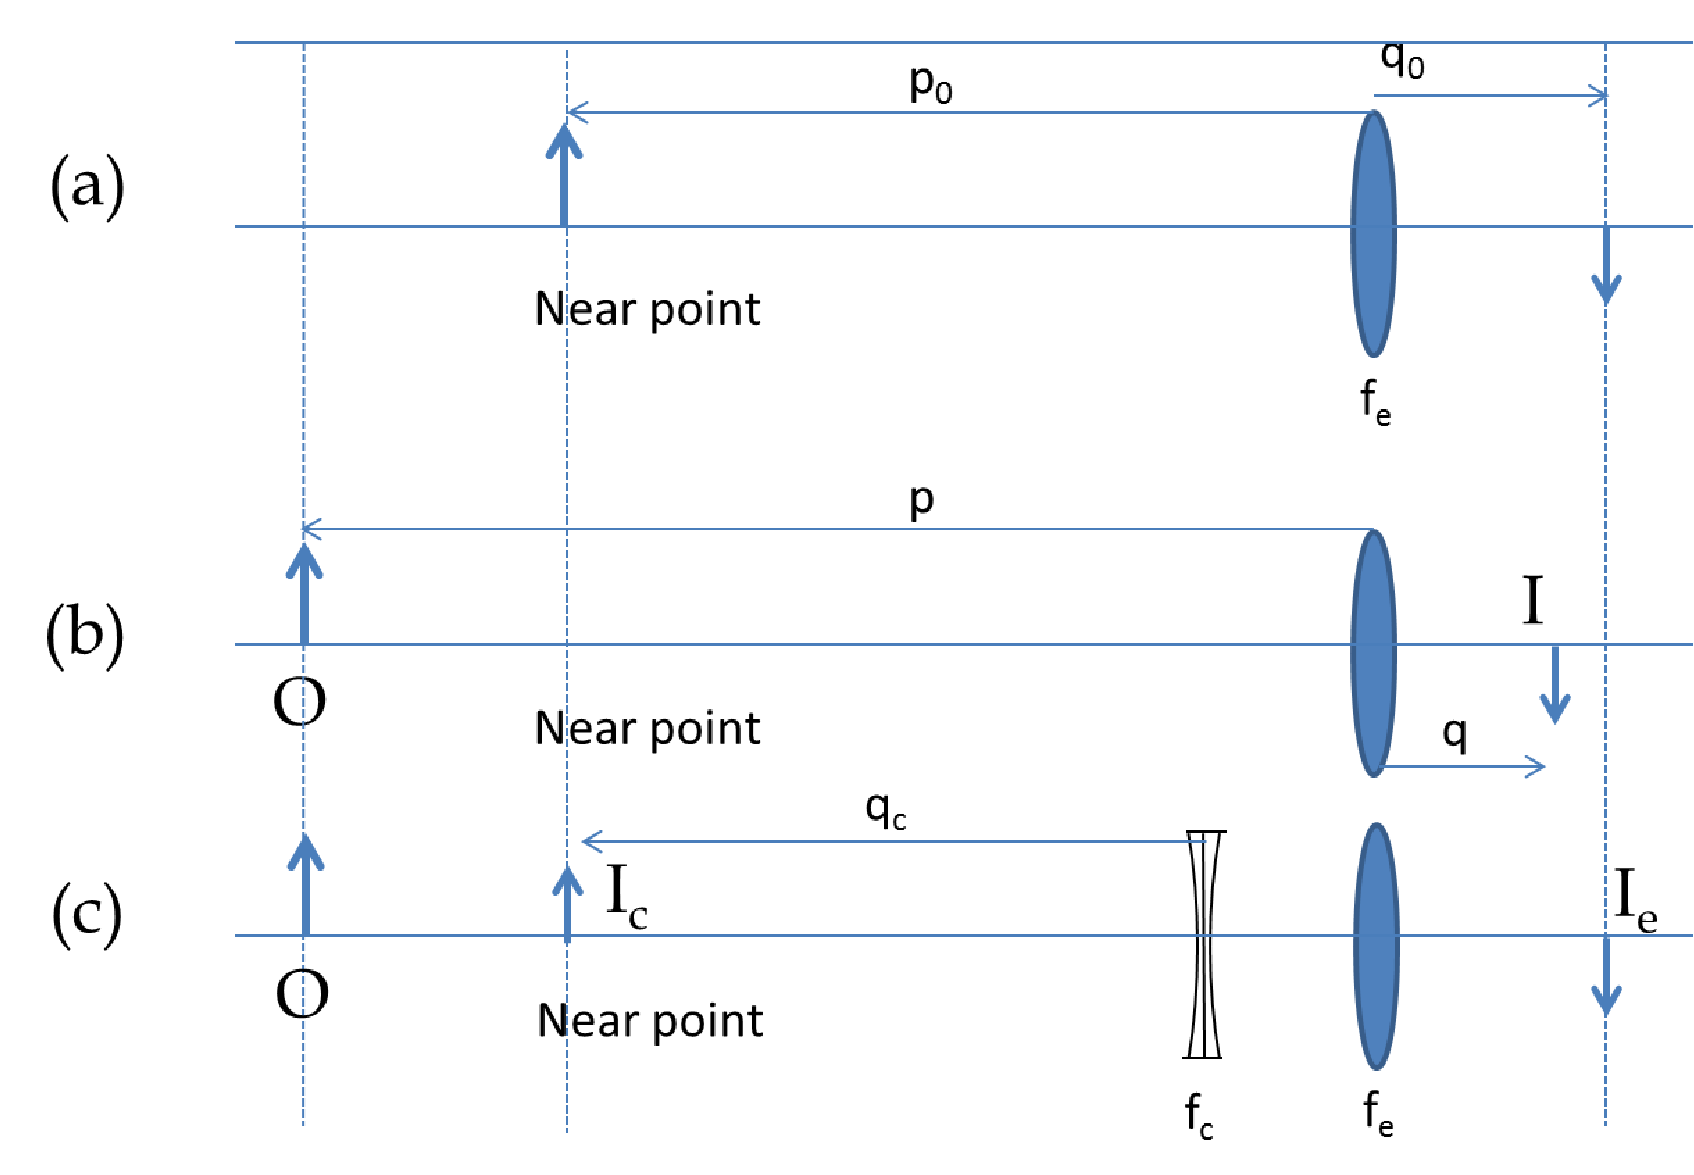 q0
p0
(a)
Near point
fe
p
I
(b)
O
Near point
q
qc
Ic
Ie
(c)
O
Near point
fc
fe